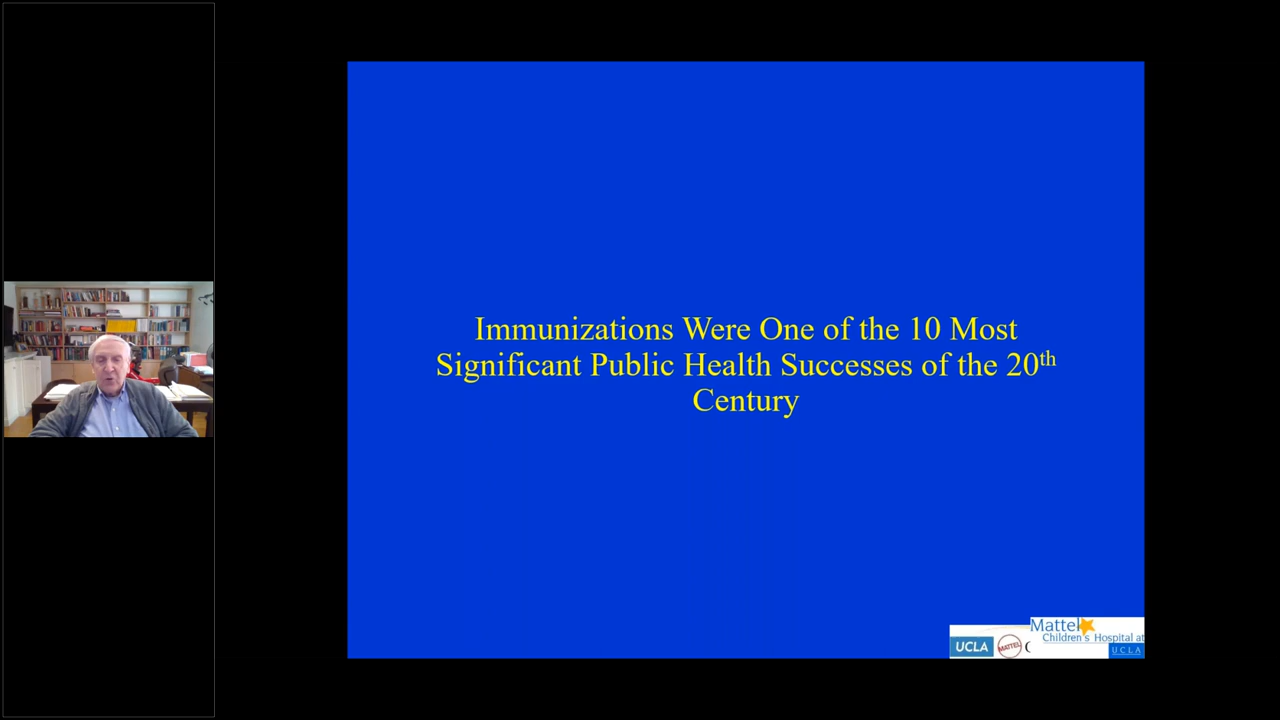 Immunizations Were One of the 10 Most
Significant Public Health Successes of the 20th
Century
Mattel
Children's Hospital at
UCLA
UCLA
MATTEL